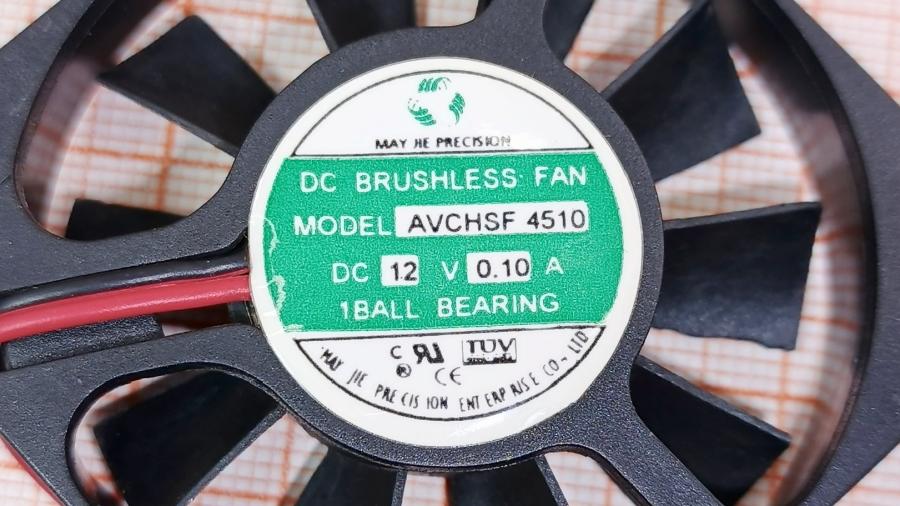 MAY JIE PRECISION
DC BRUSHLESS FAN
MODEL AVCHSF 4510
DC 12 V 0.10 A
1BALL BEARING
C RU® TUV
CE
MAY JIE PRECISION ENTERPRISE CO., LTD